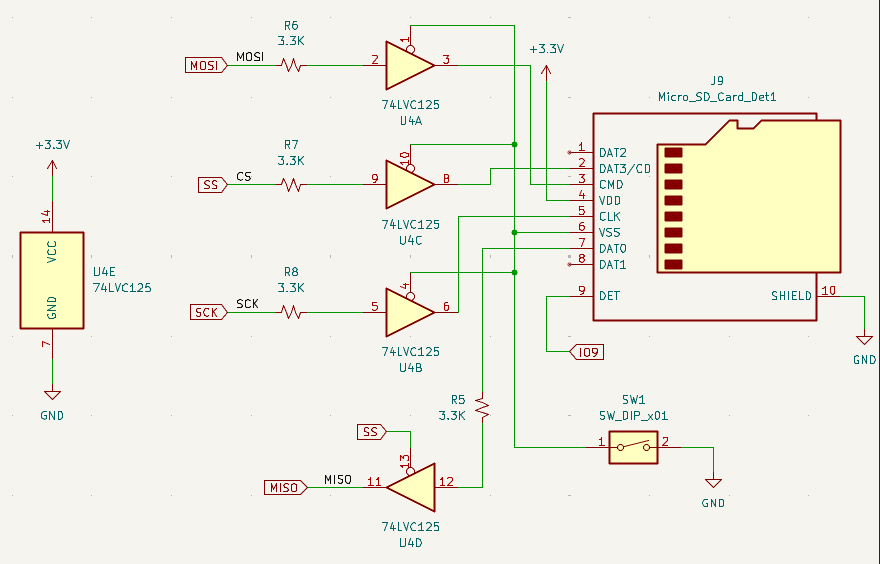 R6
3.3K
MOSI
MOSI
2
1
3
74LVC125
U4A
+3.3V
J9
Micro_SD_Card_Det1
+3.3V
14
VCC
GND
7
U4E
74LVC125
GND
R7
3.3K
SS
CS
9
10
8
74LVC125
U4C
1 DAT2
2 DAT3/CD
3 CMD
4 VDD
5 CLK
6 VSS
7 DAT0
8 DAT1
9 DET
SHIELD 10
GND
IO9
R8
3.3K
SCK
SCK
5
4
6
74LVC125
U4B
R5
3.3K
SW1
SW_DIP_x01
1
2
GND
SS
13
MISO
MISO
11
12
74LVC125
U4D